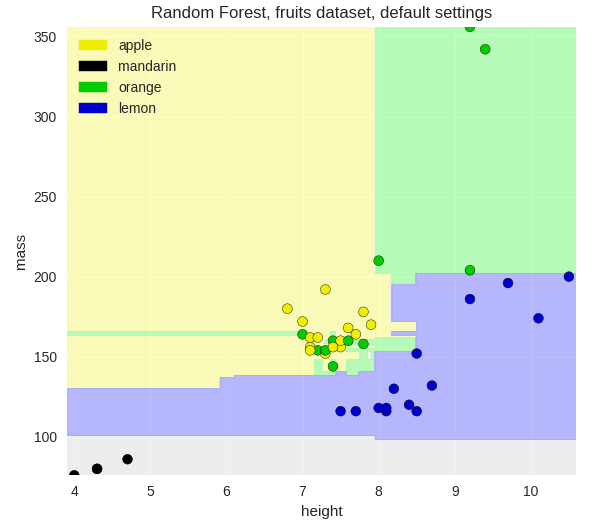 Random Forest, fruits dataset, default settings
apple
mandarin
orange
lemon
mass
350
300
250
200
150
100
4 5 6 7 8 9 10
height